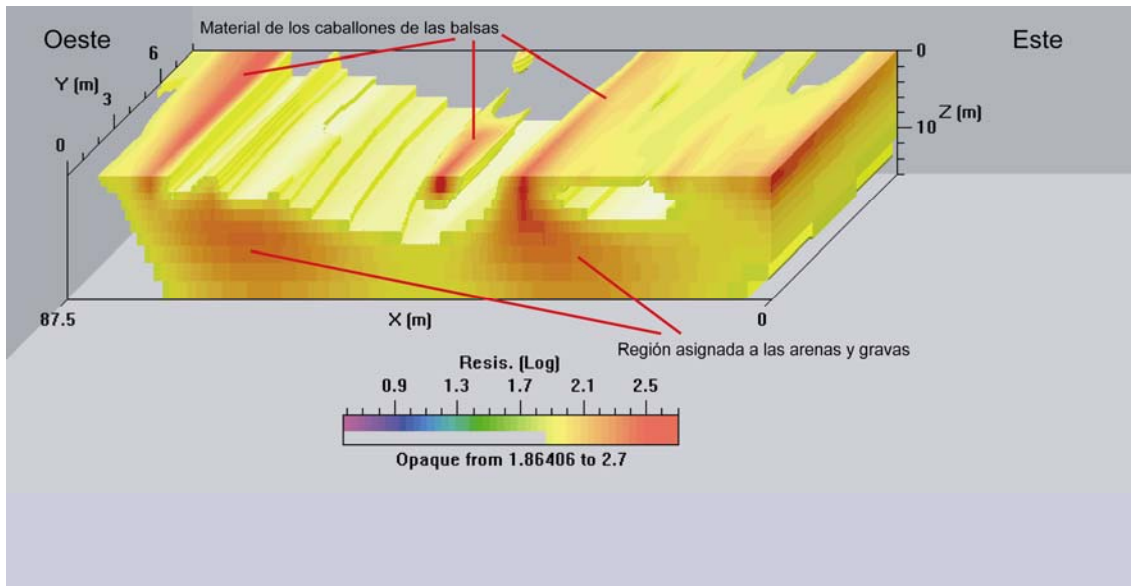 Material de los caballones de las balsas
Oeste
Este
6
Y (m)
3
0
0
Z (m)
10
87.5
X (m)
0
Región asignada a las arenas y gravas
Resis. (Log)
0.9 1.3 1.7 2.1 2.5
Opaque from 1.86406 to 2.7